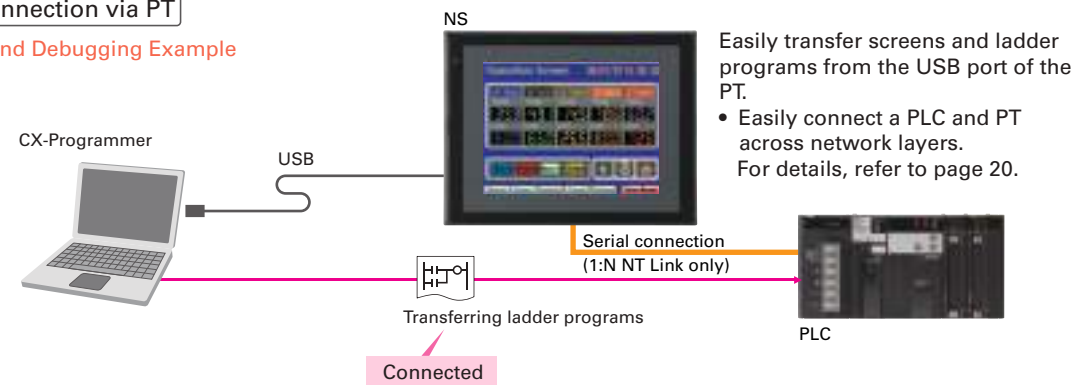 nnection via PT
nd Debugging Example
NS
Easily transfer screens and ladder
programs from the USB port of the
PT.
• Easily connect a PLC and PT
across network layers.
For details, refer to page 20.
CX-Programmer
USB
Serial connection
(1:N NT Link only)
Transferring ladder programs
PLC
Connected